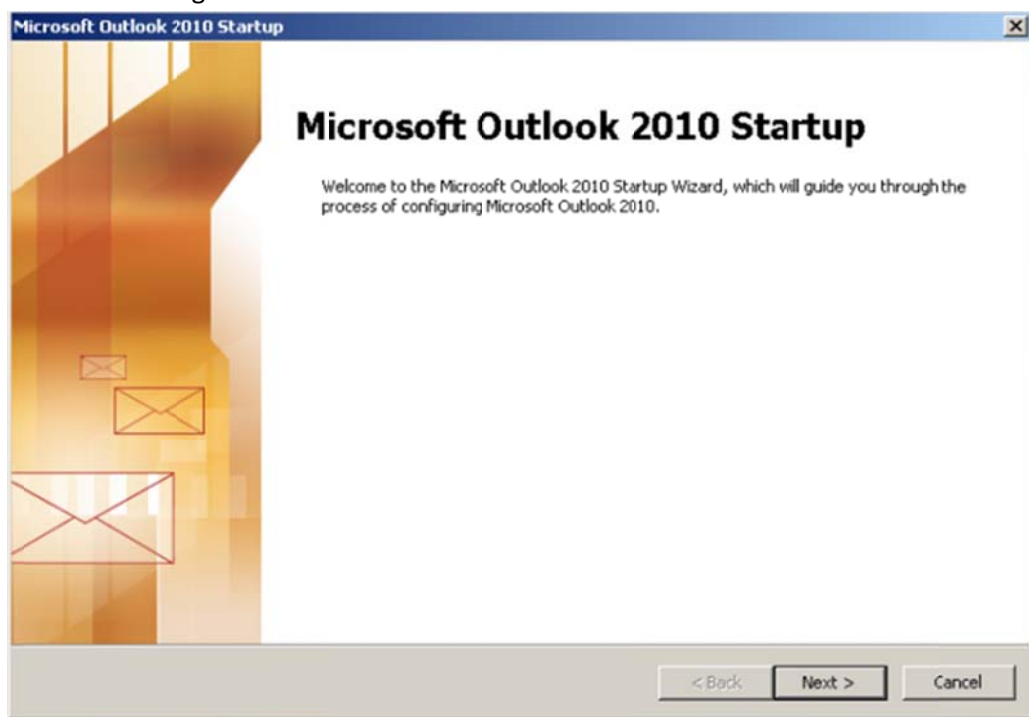 Microsoft Outlook 2010 Startup
Microsoft Outlook 2010 Startup
Welcome to the Microsoft Outlook 2010 Startup Wizard, which will guide you through the
process of configuring Microsoft Outlook 2010.
< Back Next > Cancel